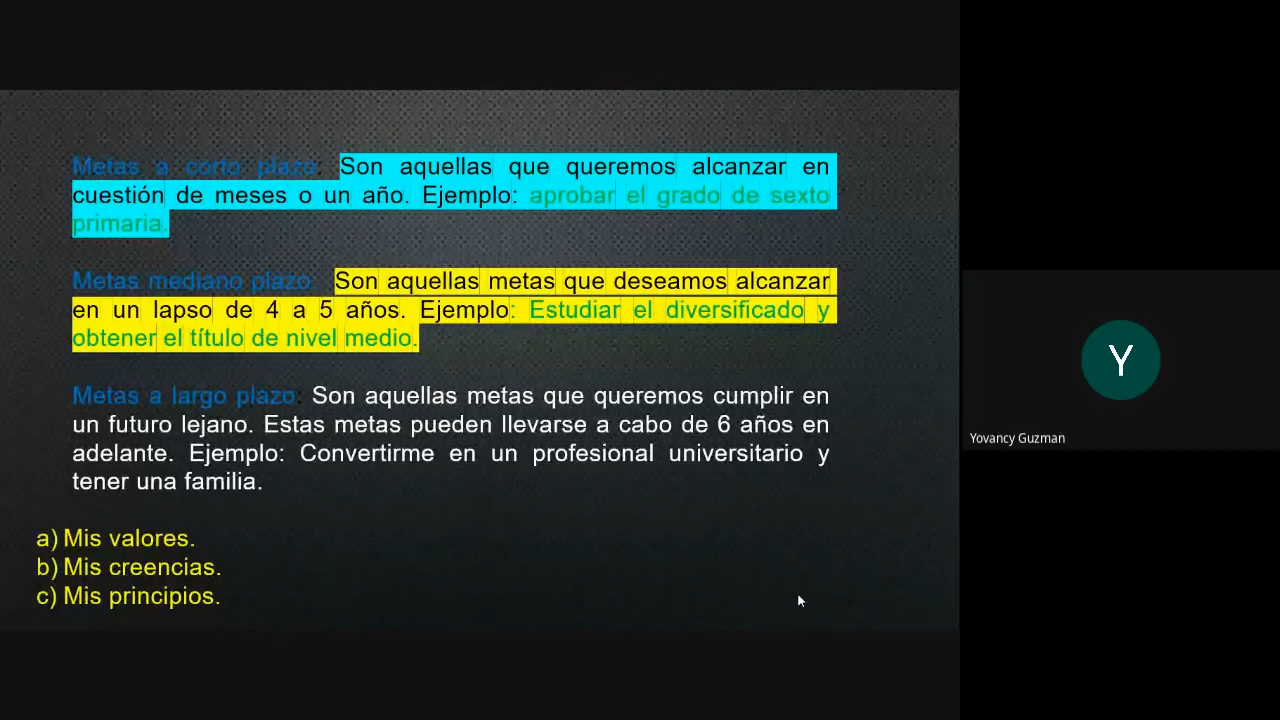 Metas a corto plazo: Son aquellas que queremos alcanzar en
cuestión de meses o un año. Ejemplo: aprobar el grado de sexto
primaria.
Metas mediano plazo: Son aquellas metas que deseamos alcanzar
en un lapso de 4 a 5 años. Ejemplo: Estudiar el diversificado y
obtener el título de nivel medio.
Metas a largo plazo: Son aquellas metas que queremos cumplir en
un futuro lejano. Estas metas pueden llevarse a cabo de 6 años en
adelante. Ejemplo: Convertirme en un profesional universitario y
tener una familia.
a) Mis valores.
b) Mis creencias.
c) Mis principios.
Y
Yovancy Guzman